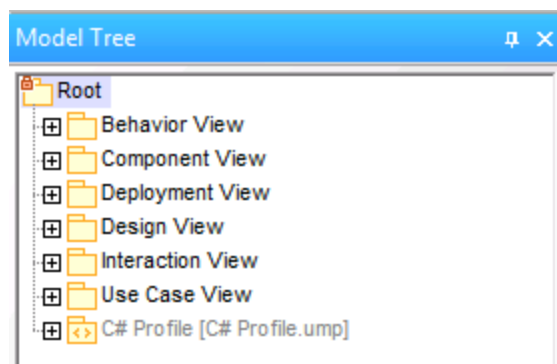 Model Tree
Root
Behavior View
Component View
Deployment View
Design View
Interaction View
Use Case View
C# Profile [C# Profile.ump]